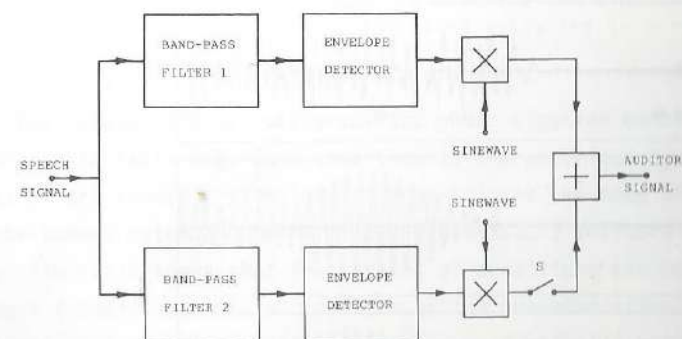 BAND-PASS
FILTER 1
ENVELOPE
DETECTOR
SINEWAVE
SPEECH
SIGNAL
AUDITOR
SIGNAL
SINEWAVE
BAND-PASS
FILTER 2
ENVELOPE
DETECTOR
S